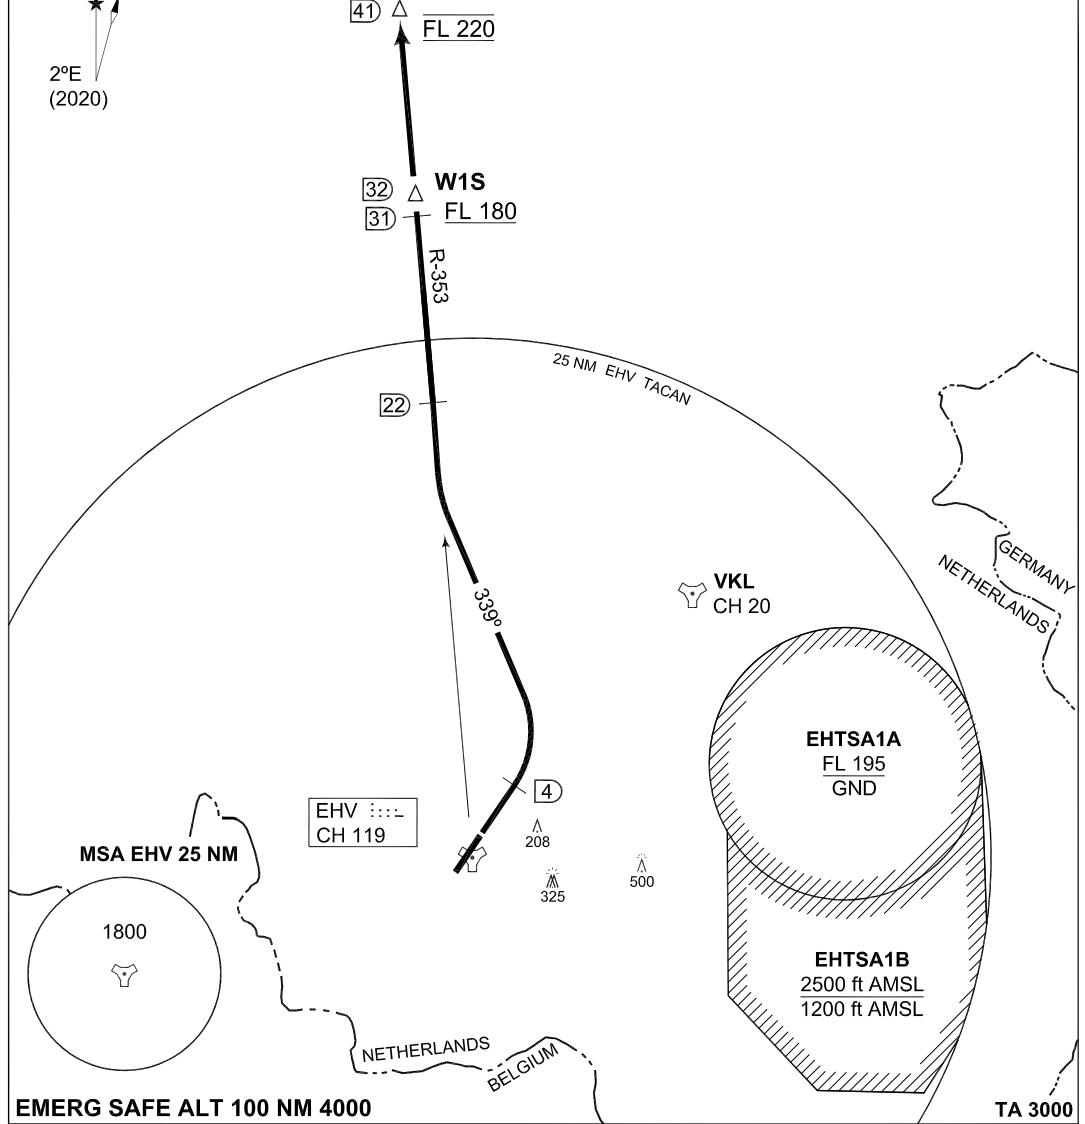 41
FL 220
2ºE
(2020)
32
W1S
31
FL 180
R-353
25 NM EHV TACAN
22
GERMANY
NETHERLANDS
VKL
CH 20
339º
EHTSA1A
FL 195
GND
4
EHV
CH 119
208
MSA EHV 25 NM
325
500
1800
EHTSA1B
2500 ft AMSL
1200 ft AMSL
NETHERLANDS
BELGIUM
EMERG SAFE ALT 100 NM 4000
TA 3000